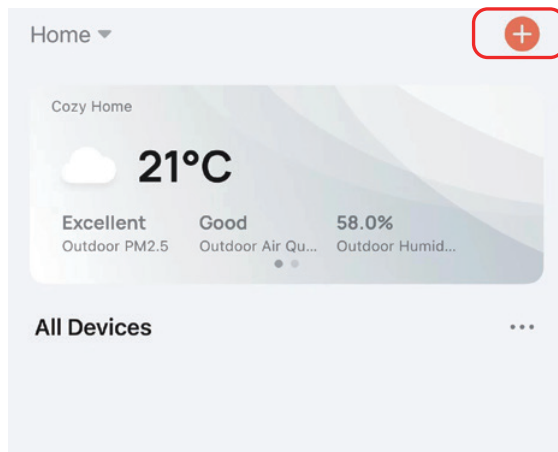 Home
Cozy Home
21°C
Excellent Good 58.0%
Outdoor PM2.5 Outdoor Air Qu... Outdoor Humid...
All Devices